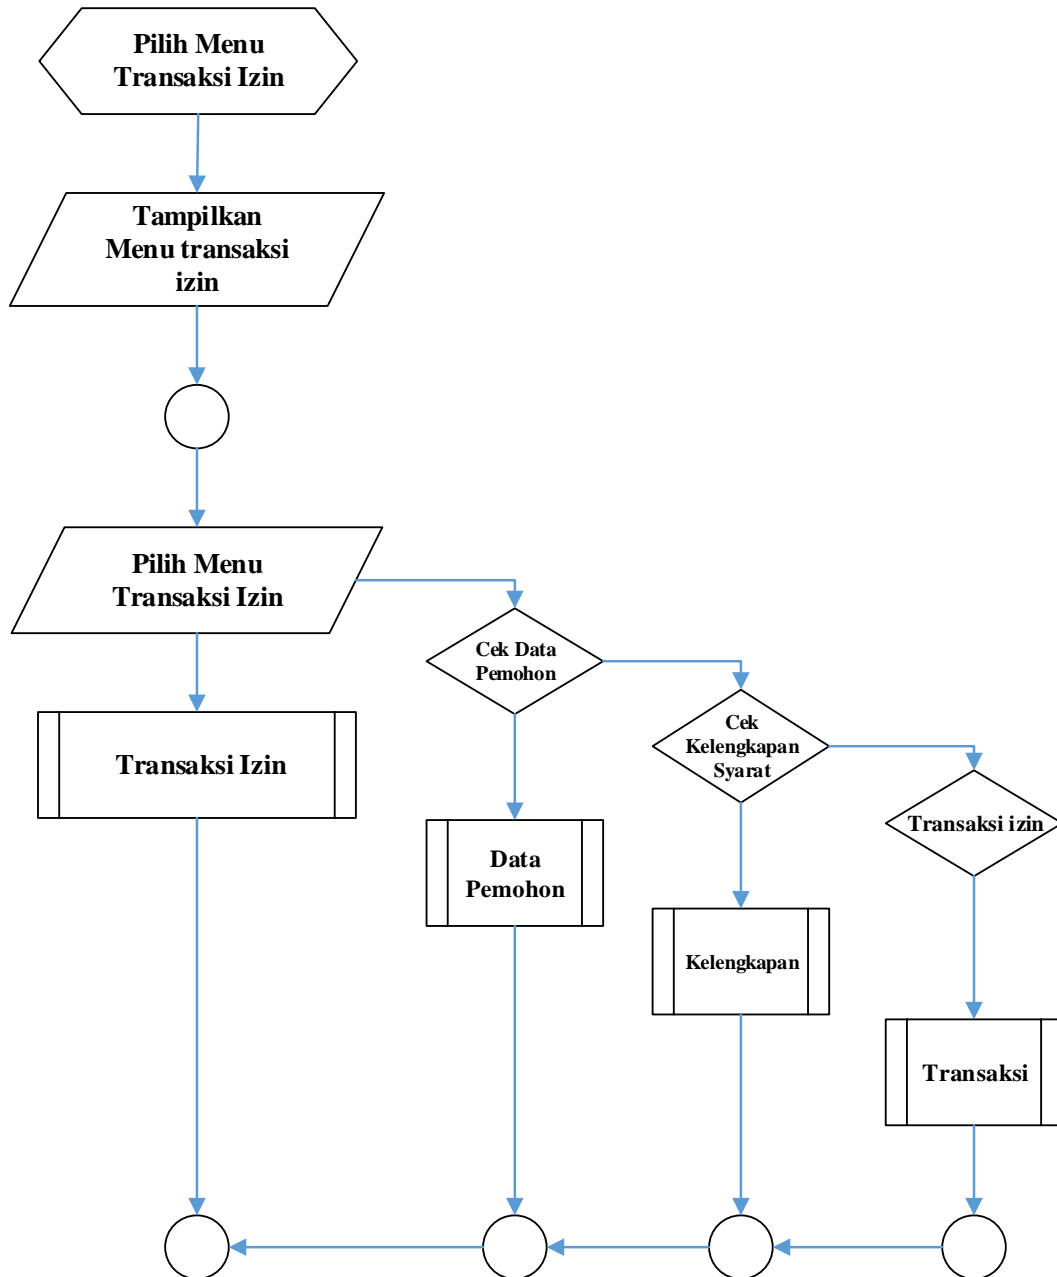 Pilih Menu
Transaksi Izin
Tampilkan
Menu transaksi
izin
Pilih Menu
Transaksi Izin
Cek Data
Pemohon
Cek
Kelengkapan
Syarat
Transaksi Izin
Transaksi izin
Data
Pemohon
Kelengkapan
Transaksi